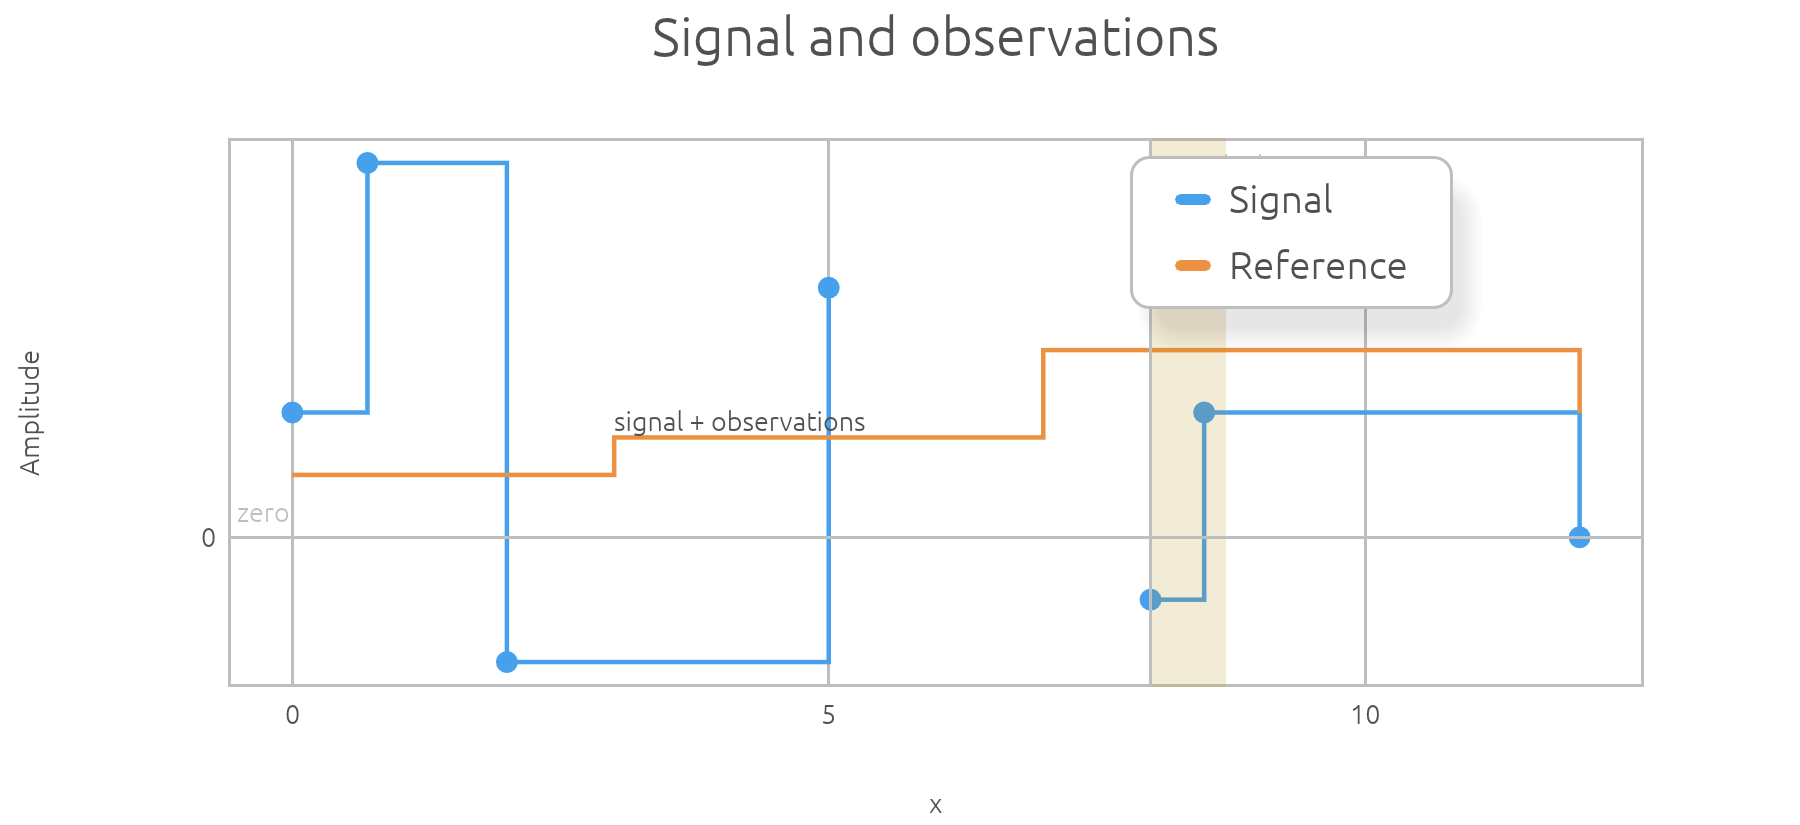 Signal and observations
Signal
Reference
signal + observations
zero
0
Amplitude
0 5 10
x